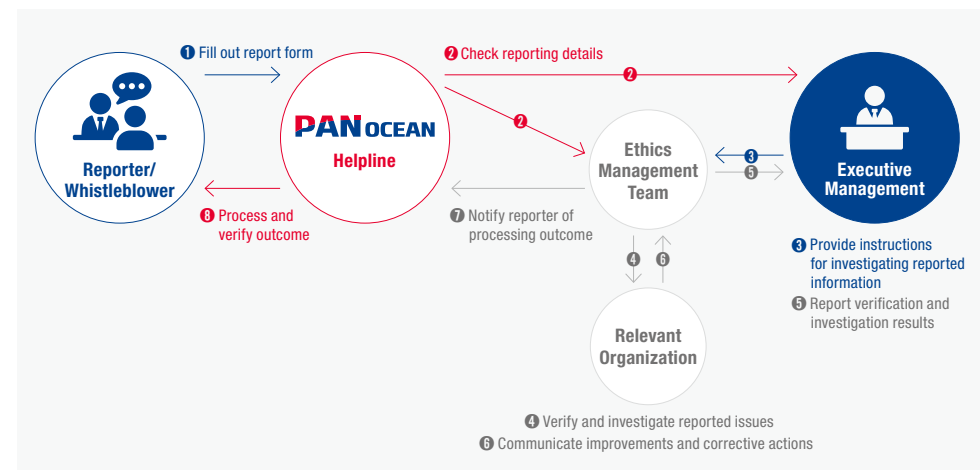 ❶ Fill out report form
❷ Check reporting details
❷
❷
PAN OCEAN
Helpline
Reporter/
Whistleblower
Ethics
Management
Team
❸
❺
Executive
Management
❽ Process and
verify outcome
❼ Notify reporter of
processing outcome
❹
❻
❸ Provide instructions
for investigating reported
information
❺ Report verification and
investigation results
Relevant
Organization
❹ Verify and investigate reported issues
❻ Communicate improvements and corrective actions